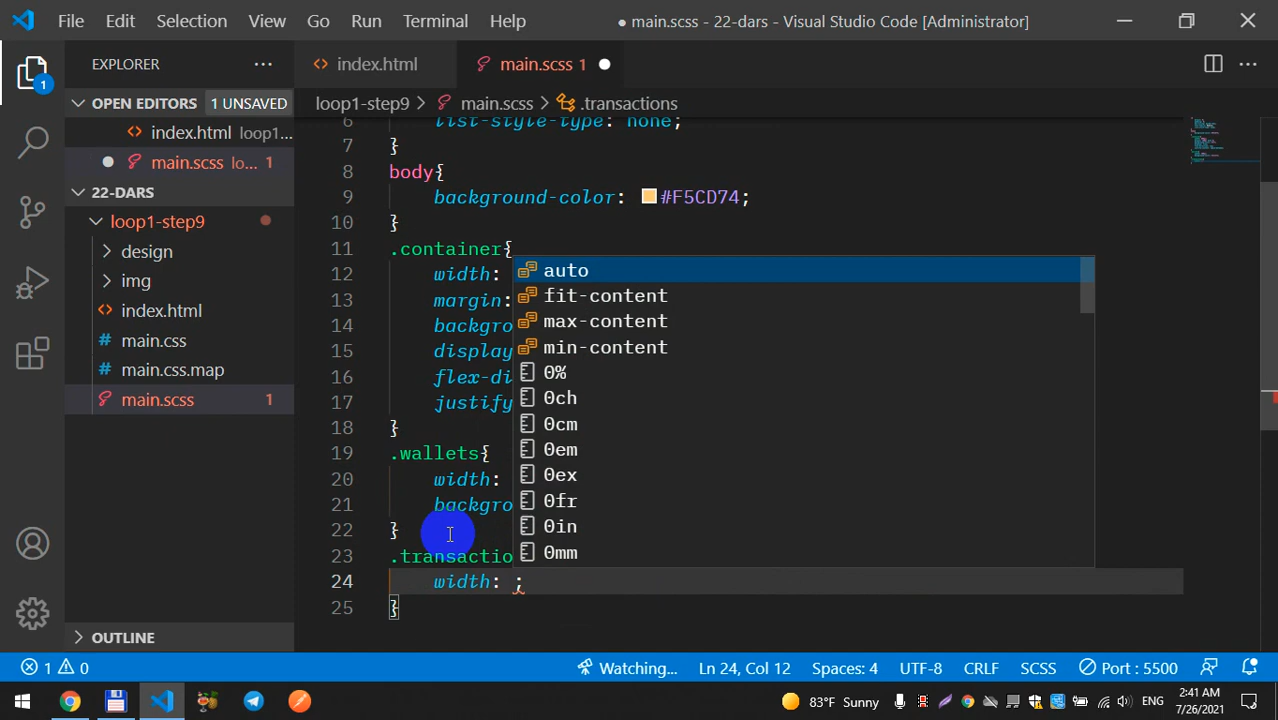 File Edit Selection View Go Run Terminal Help
● main.scss - 22-dars - Visual Studio Code [Administrator]
EXPLORER
OPEN EDITORS 1 UNSAVED
index.html loop1...
main.scss lo... 1
22-DARS
loop1-step9
design
img
index.html
main.css
main.css.map
main.scss 1
OUTLINE
1
index.html
main.scss 1
loop1-step9 > main.scss > .transactions
6 list-style-type: none;
7 }
8 body{
9 background-color: #F5CD74;
10 }
11 .container{
12 width:
13 margin:
14 backgro
15 display
16 flex-di
17 justify
18 }
19 .wallets{
20 width:
21 backgro
22 }
23 .transactio
24 width: ;
25 }
auto
fit-content
max-content
min-content
0%
0ch
0cm
0em
0ex
0fr
0in
0mm
1 0 Watching... Ln 24, Col 12 Spaces: 4 UTF-8 CRLF SCSS Port : 5500
83°F Sunny ENG
2:41 AM
7/26/2021